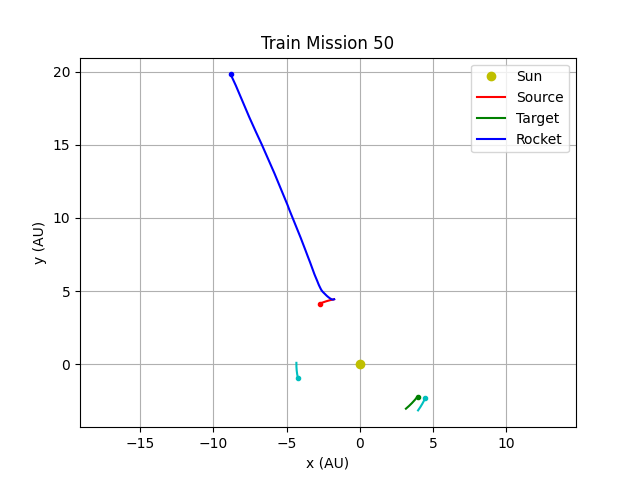 Train Mission 50
Sun
Source
Target
Rocket
y (AU)
20
15
10
5
0
−15
−10
−5
0
5
10
x (AU)